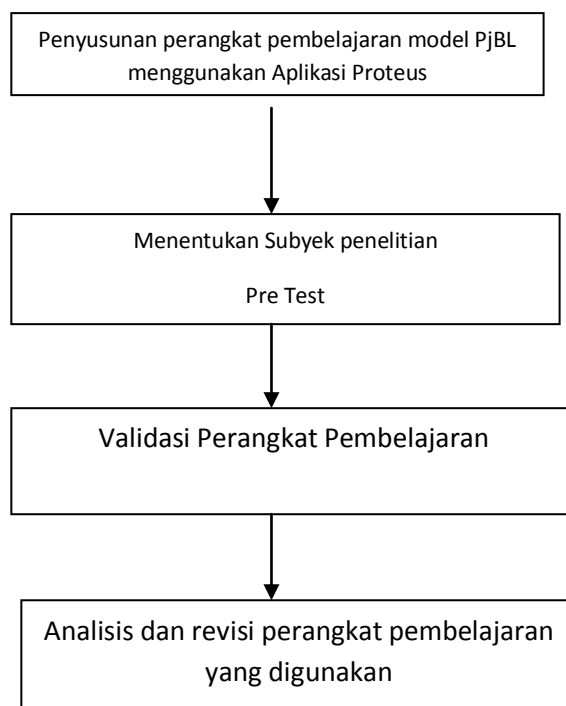 Penyusunan perangkat pembelajaran model PjBL
menggunakan Aplikasi Proteus
Menentukan Subyek penelitian
Pre Test
Validasi Perangkat Pembelajaran
Analisis dan revisi perangkat pembelajaran
yang digunakan